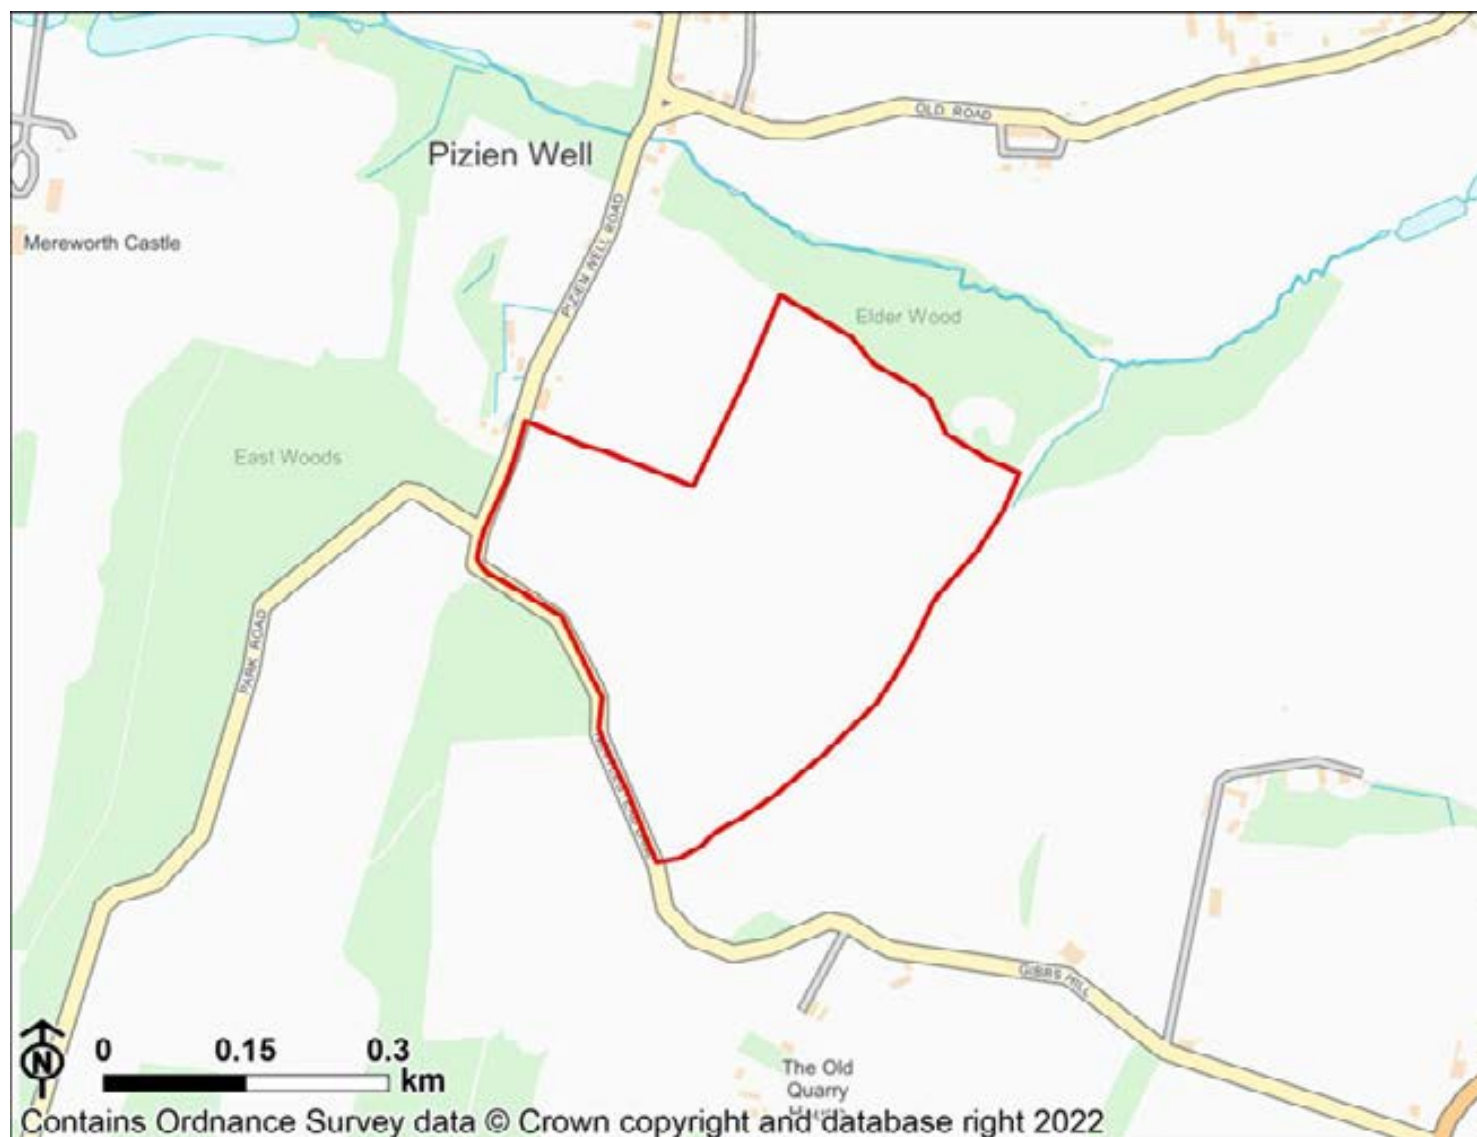 OLD ROAD
Pizien Well
PIZIEN WELL ROAD
Mereworth Castle
Elder Wood
East Woods
PARK ROAD
GIBBS HILL
The Old
Quarry
N
0 0.15 0.3
km
Contains Ordnance Survey data © Crown copyright and database right 2022